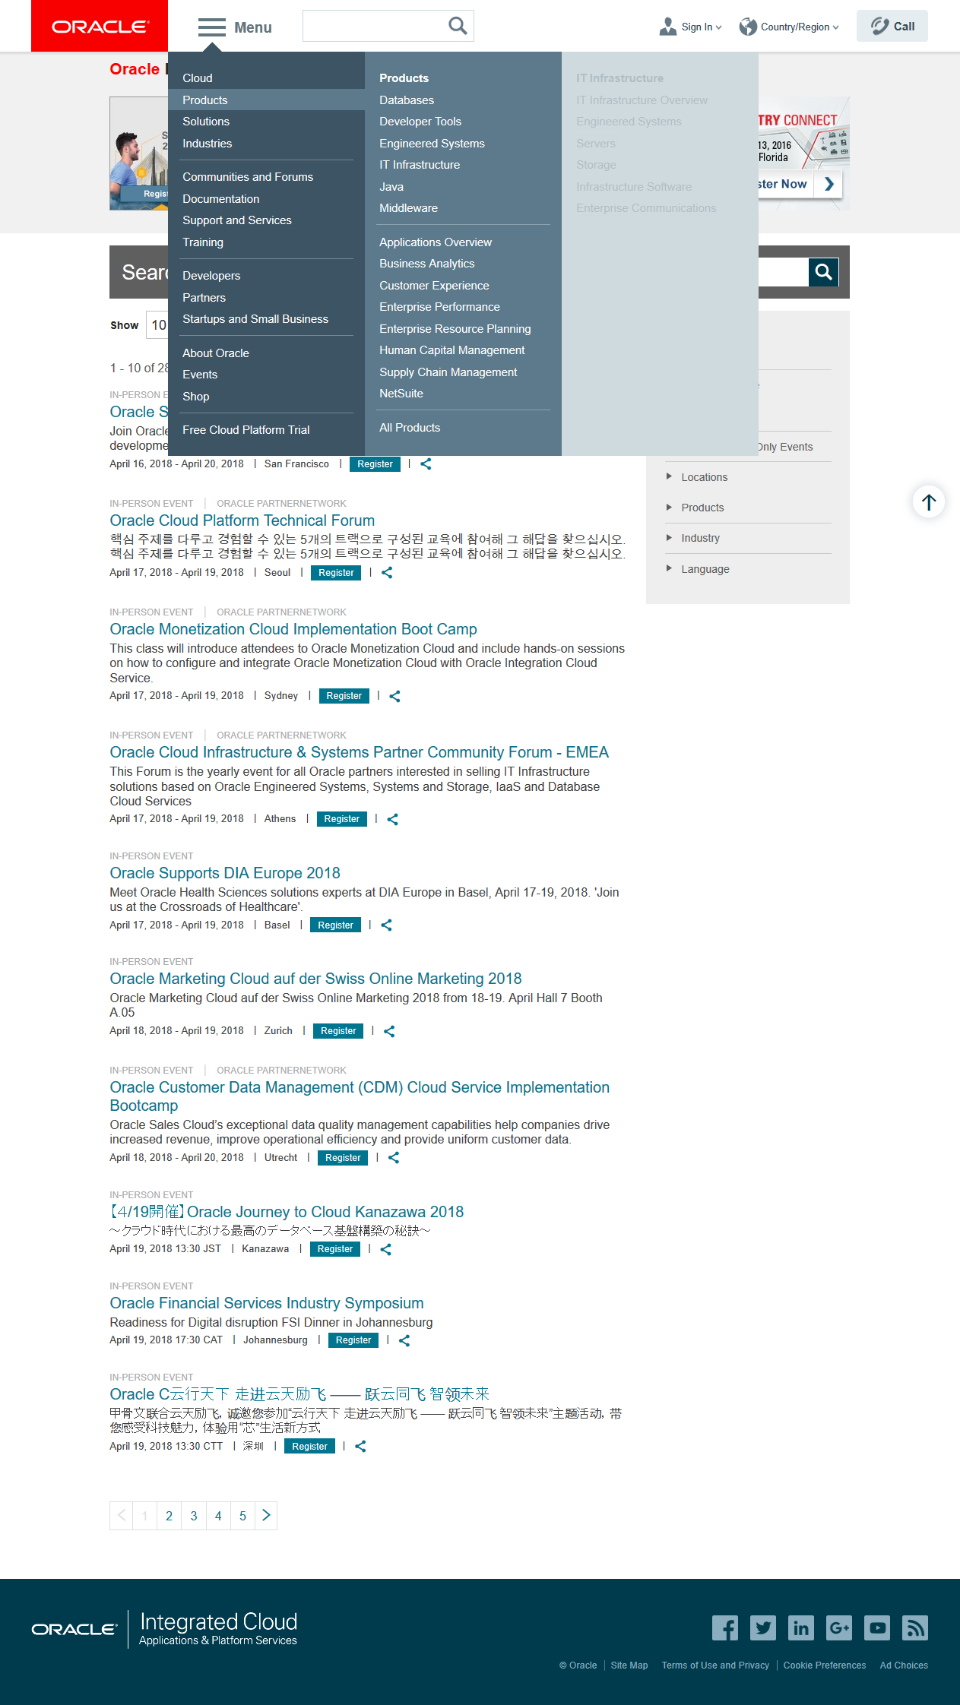 ORACLE
Menu
Sign In
Country/Region
Call
Oracle
Cloud
Products
Solutions
Industries
Communities and Forums
Documentation
Support and Services
Training
Developers
Partners
Startups and Small Business
About Oracle
Events
Shop
Free Cloud Platform Trial
Products
Databases
Developer Tools
Engineered Systems
IT Infrastructure
Java
Middleware
Applications Overview
Business Analytics
Customer Experience
Enterprise Performance
Enterprise Resource Planning
Human Capital Management
Supply Chain Management
NetSuite
All Products
IT Infrastructure
IT Infrastructure Overview
Engineered Systems
Servers
Storage
Infrastructure Software
Enterprise Communications
TRY CONNECT
13, 2016
Florida
ster Now
Regist
Sear
Show 10
1 - 10 of 28
IN-PERSON E
Oracle S
Join Oracle
developme
April 16, 2018 - April 20, 2018 | San Francisco | Register |
IN-PERSON EVENT | ORACLE PARTNERNETWORK
Oracle Cloud Platform Technical Forum
핵심 주제를 다루고 경험할 수 있는 5개의 트랙으로 구성된 교육에 참여해 그 해답을 찾으십시오.
핵심 주제를 다루고 경험할 수 있는 5개의 트랙으로 구성된 교육에 참여해 그 해답을 찾으십시오.
April 17, 2018 - April 19, 2018 | Seoul | Register |
IN-PERSON EVENT | ORACLE PARTNERNETWORK
Oracle Monetization Cloud Implementation Boot Camp
This class will introduce attendees to Oracle Monetization Cloud and include hands-on sessions
on how to configure and integrate Oracle Monetization Cloud with Oracle Integration Cloud
Service.
April 17, 2018 - April 19, 2018 | Sydney | Register |
IN-PERSON EVENT | ORACLE PARTNERNETWORK
Oracle Cloud Infrastructure & Systems Partner Community Forum - EMEA
This Forum is the yearly event for all Oracle partners interested in selling IT Infrastructure
solutions based on Oracle Engineered Systems, Systems and Storage, IaaS and Database
Cloud Services
April 17, 2018 - April 19, 2018 | Athens | Register |
IN-PERSON EVENT
Oracle Supports DIA Europe 2018
Meet Oracle Health Sciences solutions experts at DIA Europe in Basel, April 17-19, 2018. 'Join
us at the Crossroads of Healthcare'.
April 17, 2018 - April 19, 2018 | Basel | Register |
IN-PERSON EVENT
Oracle Marketing Cloud auf der Swiss Online Marketing 2018
Oracle Marketing Cloud auf der Swiss Online Marketing 2018 from 18-19. April Hall 7 Booth
A.05
April 18, 2018 - April 19, 2018 | Zurich | Register |
IN-PERSON EVENT | ORACLE PARTNERNETWORK
Oracle Customer Data Management (CDM) Cloud Service Implementation
Bootcamp
Oracle Sales Cloud's exceptional data quality management capabilities help companies drive
increased revenue, improve operational efficiency and provide uniform customer data.
April 18, 2018 - April 20, 2018 | Utrecht | Register |
IN-PERSON EVENT
【4/19開催】Oracle Journey to Cloud Kanazawa 2018
～クラウド時代における最高のデータベース基盤構築の秘訣～
April 19, 2018 13:30 JST | Kanazawa | Register |
IN-PERSON EVENT
Oracle Financial Services Industry Symposium
Readiness for Digital disruption FSI Dinner in Johannesburg
April 19, 2018 17:30 CAT | Johannesburg | Register |
IN-PERSON EVENT
Oracle C云行天下 走进云天励飞 —— 跃云同飞 智领未来
甲骨文联合云天励飞，诚邀您参加“云行天下 走进云天励飞 —— 跃云同飞 智领未来”主题活动，带
您感受科技魅力，体验用“芯”生活新方式
April 19, 2018 13:30 CTT | 深圳 | Register |
Only Events
Locations
Products
Industry
Language
1 2 3 4 5
ORACLE | Integrated Cloud
Applications & Platform Services
© Oracle | Site Map Terms of Use and Privacy | Cookie Preferences Ad Choices